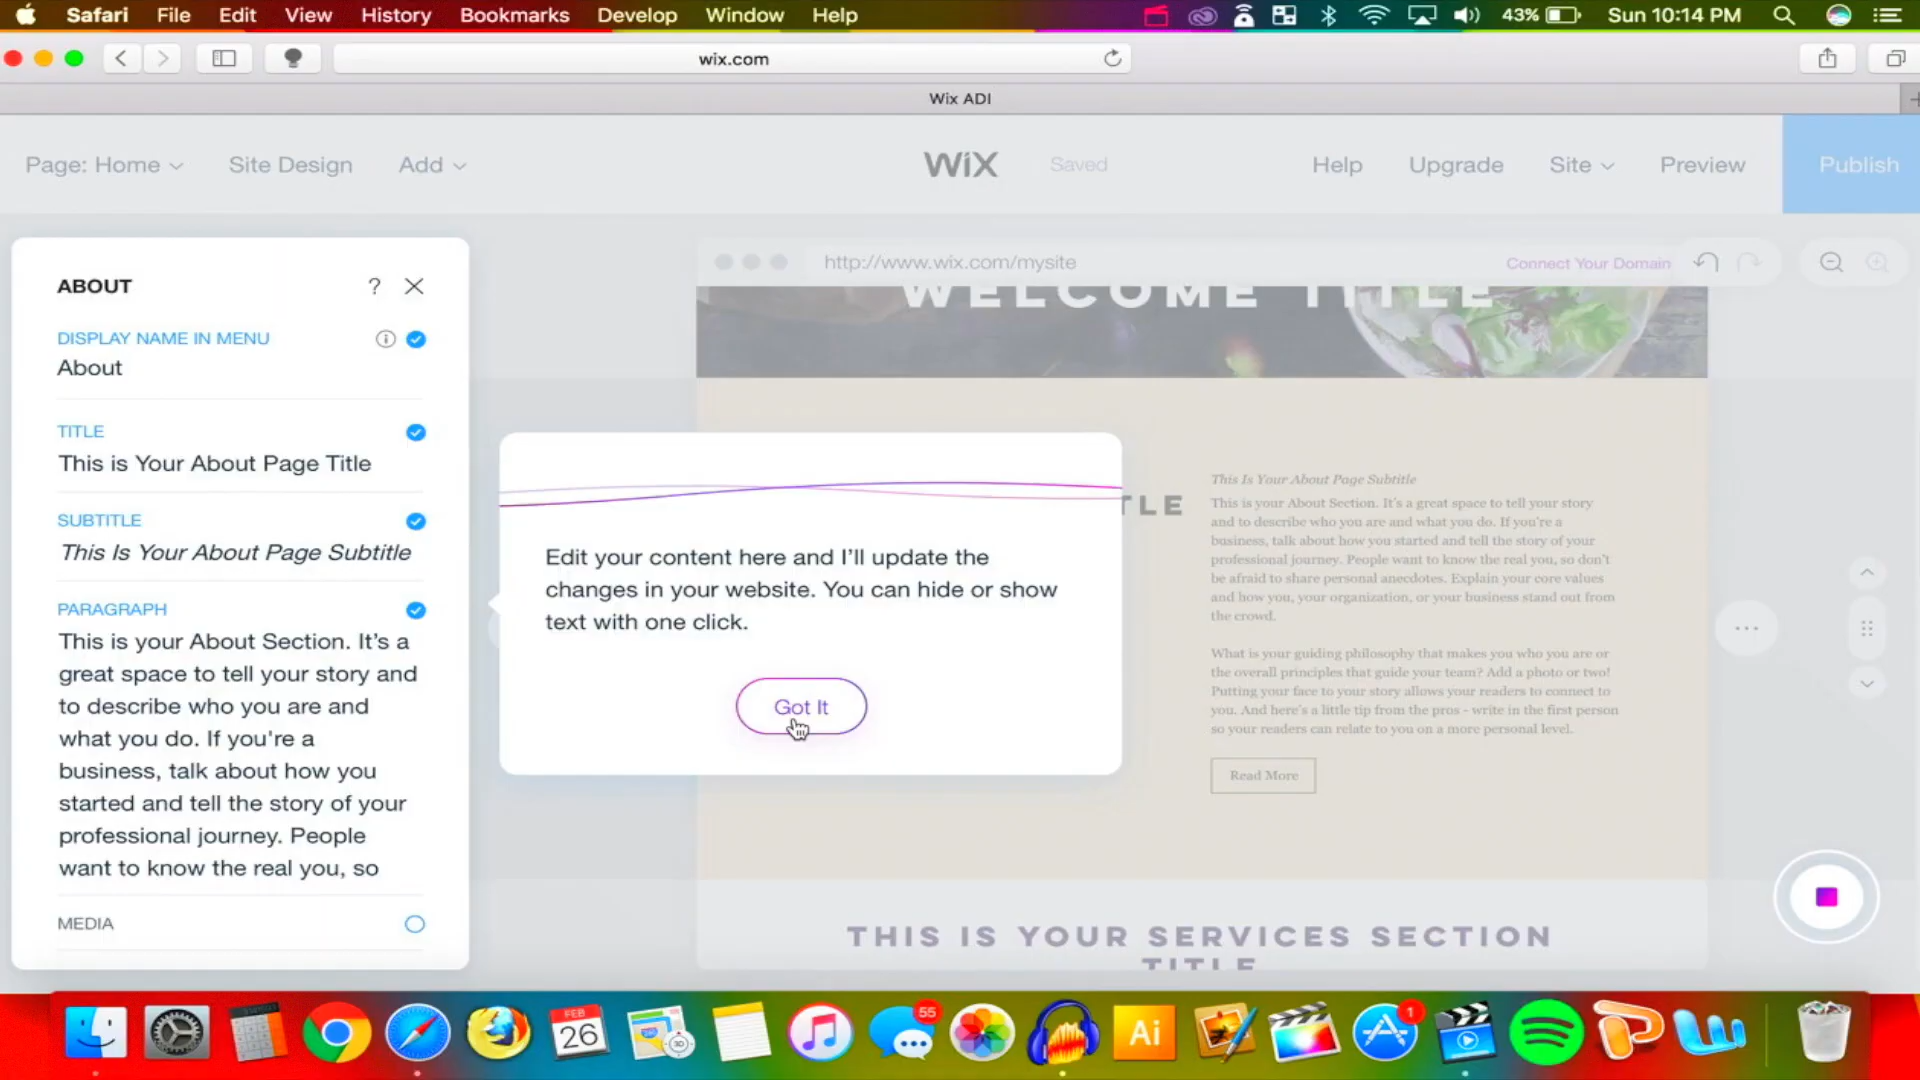 Safari File Edit View History Bookmarks Develop Window Help 43% Sun 10:14 PM
wix.com
Wix ADI
Page: Home Site Design Add WiX Saved Help Upgrade Site Preview Publish
http://www.wix.com/mysite Connect Your Domain
WELCOME TITLE
ABOUT ?
DISPLAY NAME IN MENU
About
TITLE
This is Your About Page Title
SUBTITLE
This Is Your About Page Subtitle
PARAGRAPH
This is your About Section. It's a
great space to tell your story and
to describe who you are and
what you do. If you're a
business, talk about how you
started and tell the story of your
professional journey. People
want to know the real you, so
MEDIA
Edit your content here and I'll update the
changes in your website. You can hide or show
text with one click.
Got It
TLE
This Is Your About Page Subtitle
This is your About Section. It's a great space to tell your story
and to describe who you are and what you do. If you're a
business, talk about how you started and tell the story of your
professional journey. People want to know the real you, so don't
be afraid to share personal anecdotes. Explain your core values
and how you, your organization, or your business stand out from
the crowd.
What is your guiding philosophy that makes you who you are or
the overall principles that guide your team? Add a photo or two!
Putting your face to your story allows your readers to connect to
you. And here's a little tip from the pros - write in the first person
so your readers can relate to you on a more personal level.
Read More
THIS IS YOUR SERVICES SECTION
TITLE
FEB
26
55
Ai
1